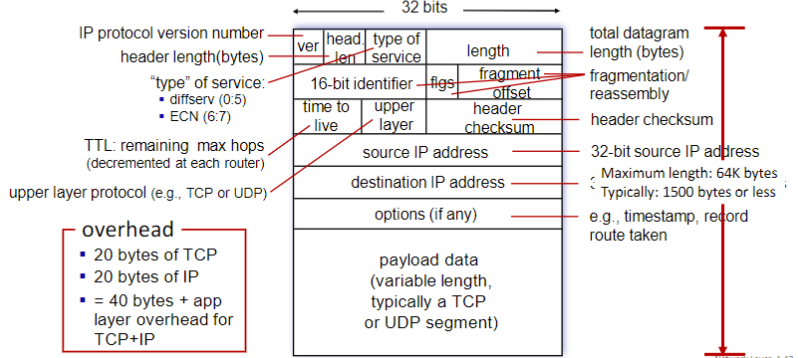 32 bits
IP protocol version number
header length(bytes)
“type” of service:
▪ diffserv (0:5)
▪ ECN (6:7)
TTL: remaining max hops
(decremented at each router)
upper layer protocol (e.g., TCP or UDP)
overhead
▪ 20 bytes of TCP
▪ 20 bytes of IP
▪ = 40 bytes + app
layer overhead for
TCP+IP
ver
head.
len
type of
service
length
16-bit identifier
flgs
fragment
offset
time to
live
upper
layer
header
checksum
source IP address
destination IP address
options (if any)
payload data
(variable length,
typically a TCP
or UDP segment)
total datagram
length (bytes)
fragmentation/
reassembly
header checksum
32-bit source IP address
Maximum length: 64K bytes
Typically: 1500 bytes or less
e.g., timestamp, record
route taken